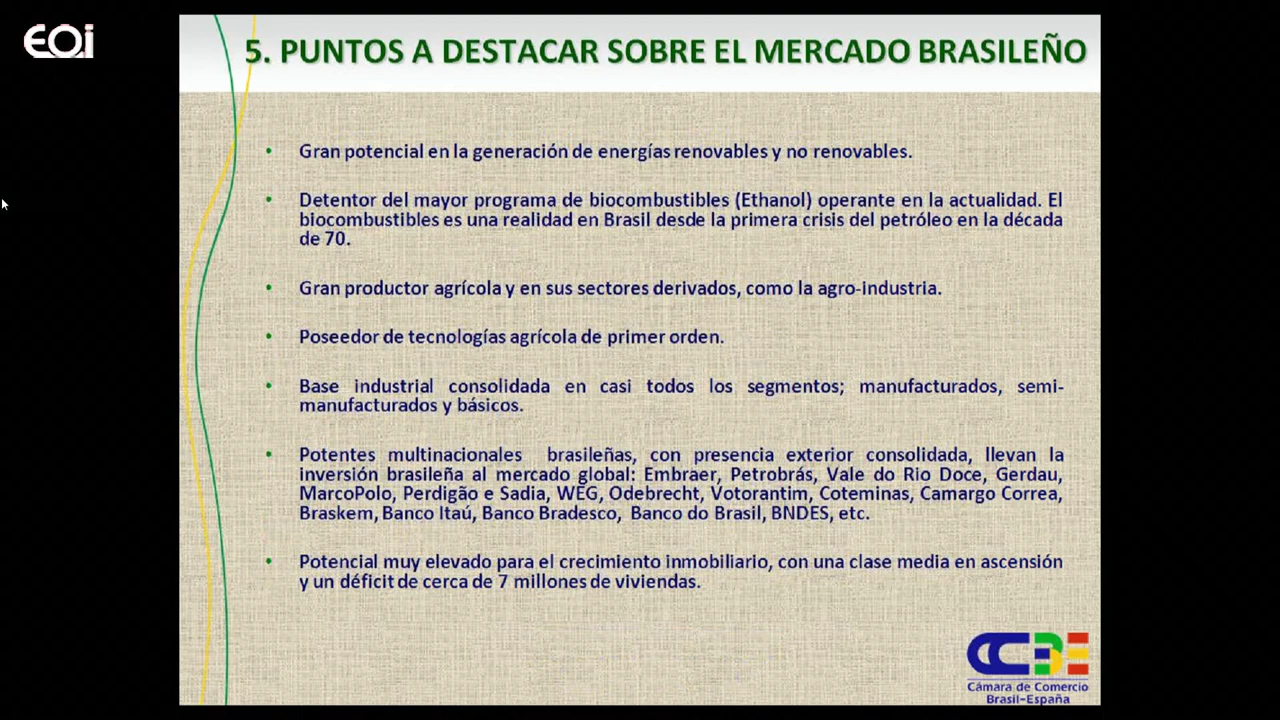 EOi
5. PUNTOS A DESTACAR SOBRE EL MERCADO BRASILEÑO
• Gran potencial en la generación de energías renovables y no renovables.
• Detentor del mayor programa de biocombustibles (Ethanol) operante en la actualidad. El
biocombustibles es una realidad en Brasil desde la primera crisis del petróleo en la década
de 70.
• Gran productor agrícola y en sus sectores derivados, como la agro-industria.
• Poseedor de tecnologías agrícola de primer orden.
• Base industrial consolidada en casi todos los segmentos; manufacturados, semi-
manufacturados y básicos.
• Potentes multinacionales brasileñas, con presencia exterior consolidada, llevan la
inversión brasileña al mercado global: Embraer, Petrobrás, Vale do Rio Doce, Gerdau,
MarcoPolo, Perdigão e Sadia, WEG, Odebrecht, Votorantim, Coteminas, Camargo Correa,
Braskem, Banco Itaú, Banco Bradesco, Banco do Brasil, BNDES, etc.
• Potencial muy elevado para el crecimiento inmobiliario, con una clase media en ascensión
y un déficit de cerca de 7 millones de viviendas.
CCBE
Cámara de Comercio
Brasil-España